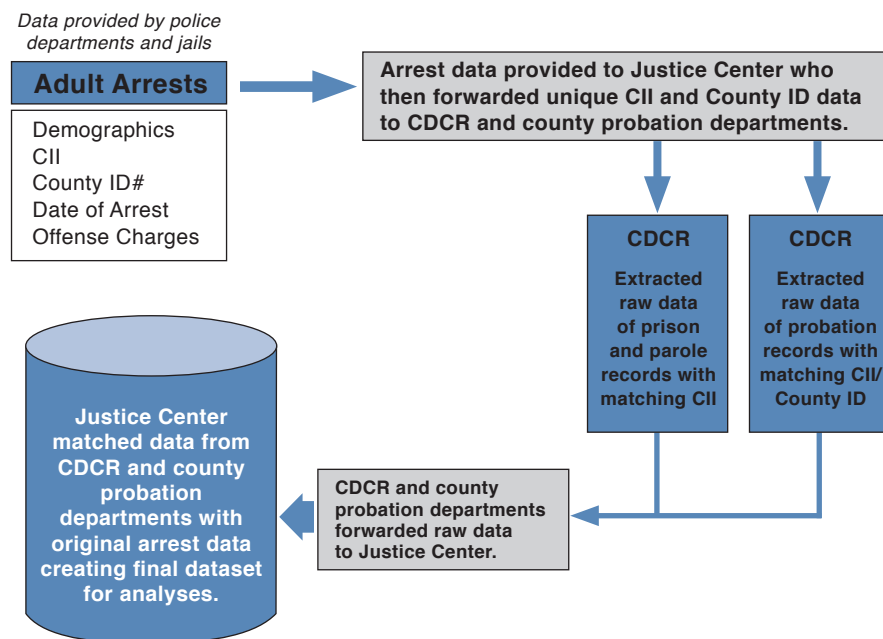 Data provided by police
departments and jails
Adult Arrests
Demographics
CII
County ID#
Date of Arrest
Offense Charges
Arrest data provided to Justice Center who
then forwarded unique CII and County ID data
to CDCR and county probation departments.
CDCR
Extracted
raw data
of prison
and parole
records with
matching CII
CDCR
Extracted
raw data
of probation
records with
matching CII/
County ID
CDCR and county
probation departments
forwarded raw data
to Justice Center.
Justice Center
matched data from
CDCR and county
probation
departments with
original arrest data
creating final dataset
for analyses.